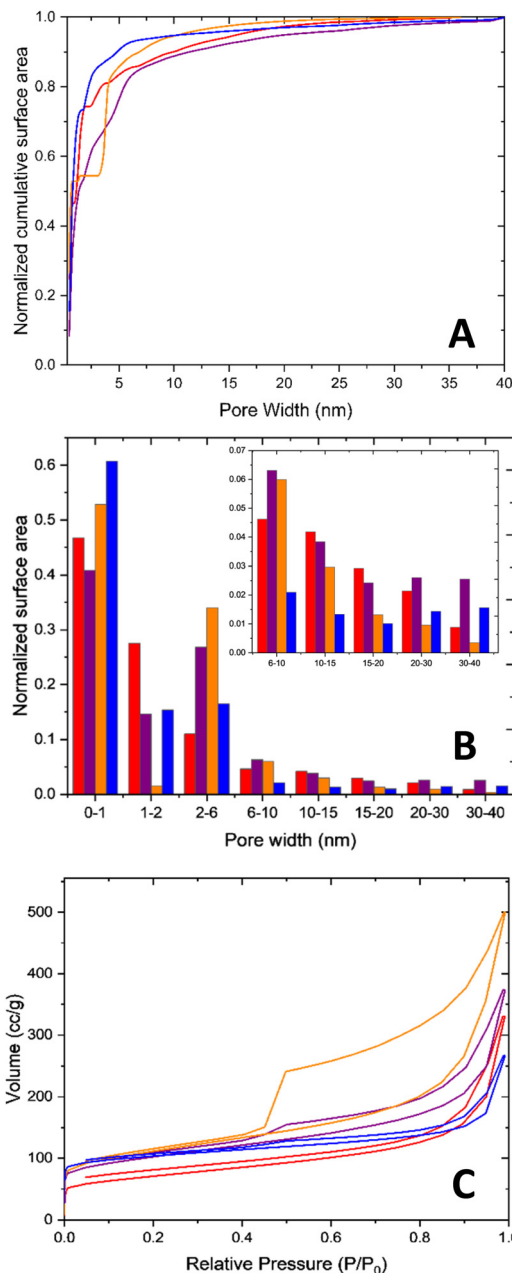 1.0
0.8
0.6
0.4
0.2
0.0
Normalized cumulative surface area
A
5 10 15 20 25 30 35 40
Pore Width (nm)
0.6
0.5
0.4
0.3
0.2
0.1
0.0
Normalized surface area
0.07
0.06
0.05
0.04
0.03
0.02
0.01
0.00
6-10 10-15 15-20 20-30 30-40
B
0-1 1-2 2-6 6-10 10-15 15-20 20-30 30-40
Pore width (nm)
500
400
300
200
100
0
Volume (cc/g)
C
0.0 0.2 0.4 0.6 0.8 1.0
Relative Pressure (P/P0)